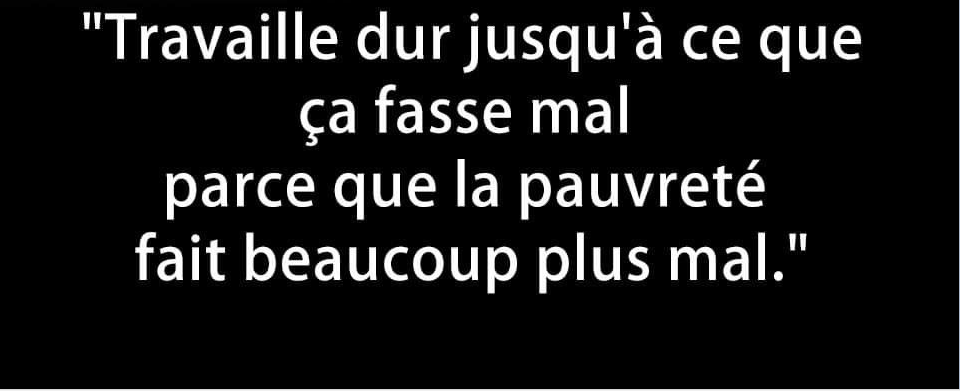 "Travaille dur jusqu'à ce que
ça fasse mal
parce que la pauvreté
fait beaucoup plus mal."